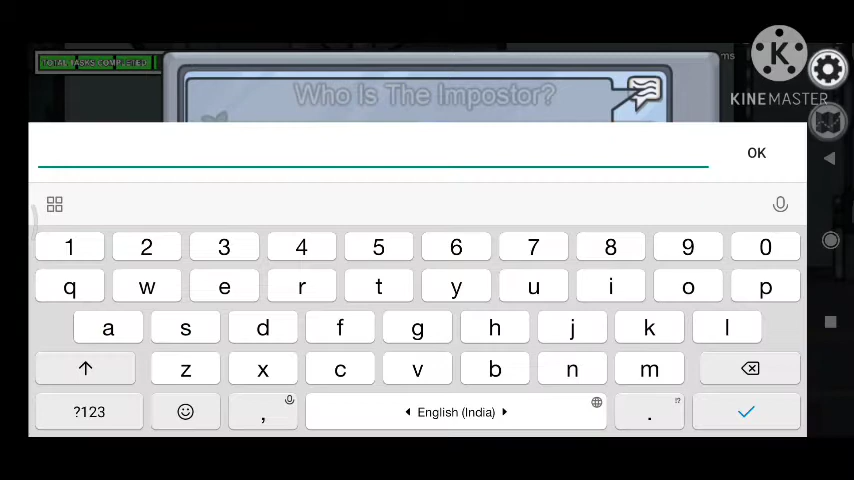 TOTAL TASKS COMPLETED
ms
K
KINEMASTER
Who Is The Impostor?
OK
1 2 3 4 5 6 7 8 9 0
q w e r t y u i o p
a s d f g h j k l
z x c v b n m
?123 , English (India) . !?